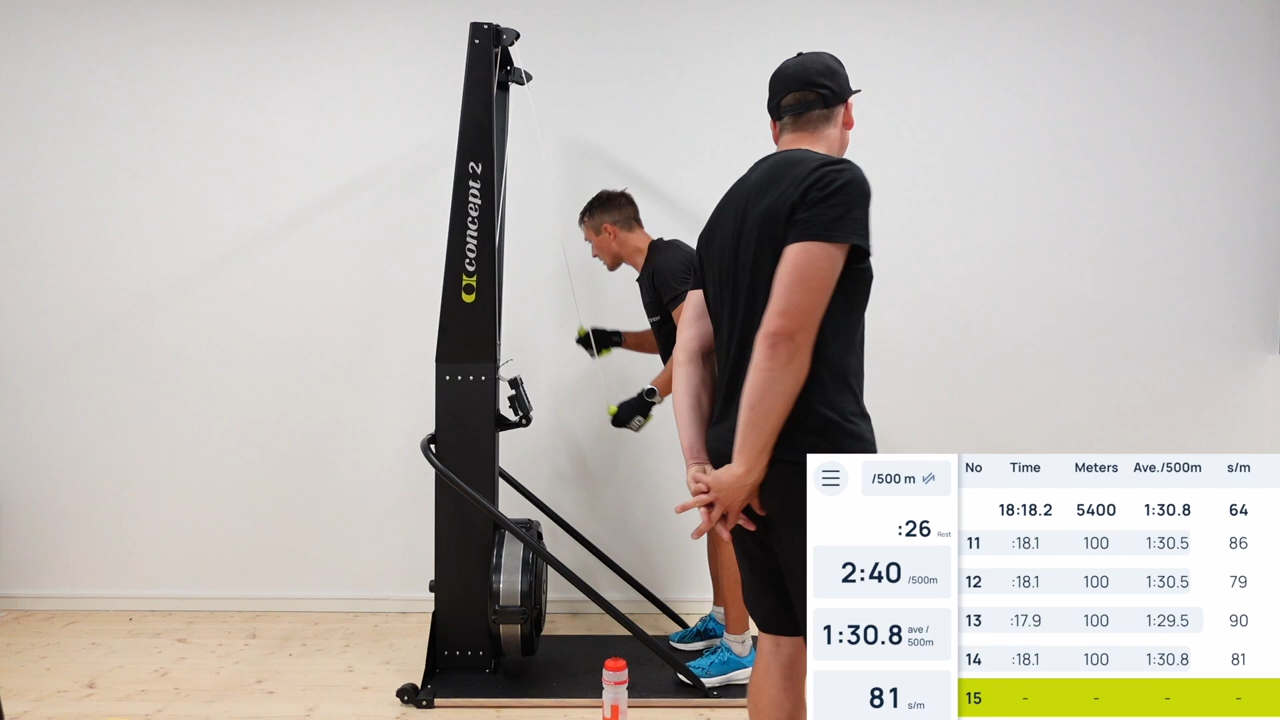 concept 2
/500 m
:26 Rest
2:40 /500m
1:30.8 ave / 500m
81 s/m
No Time Meters Ave./500m s/m
18:18.2 5400 1:30.8 64
11 :18.1 100 1:30.5 86
12 :18.1 100 1:30.5 79
13 :17.9 100 1:29.5 90
14 :18.1 100 1:30.8 81
15 - - - -